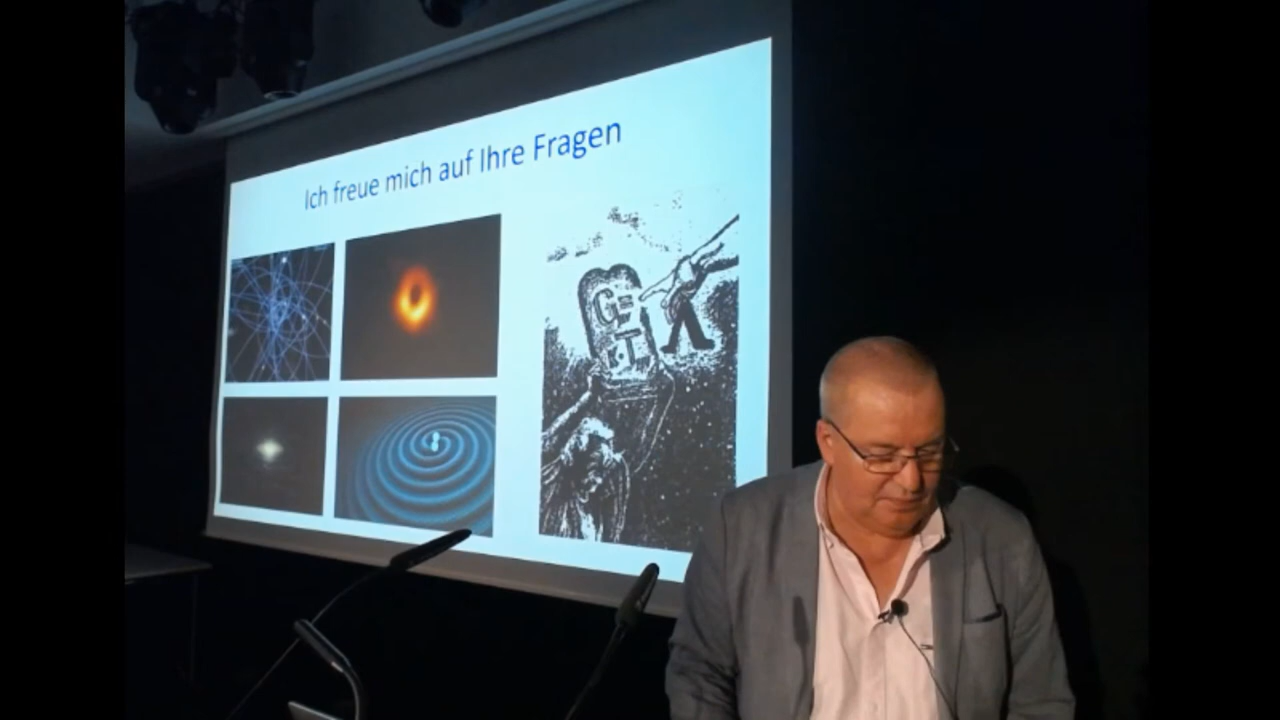 Ich freue mich auf Ihre Fragen
G=
κ·T